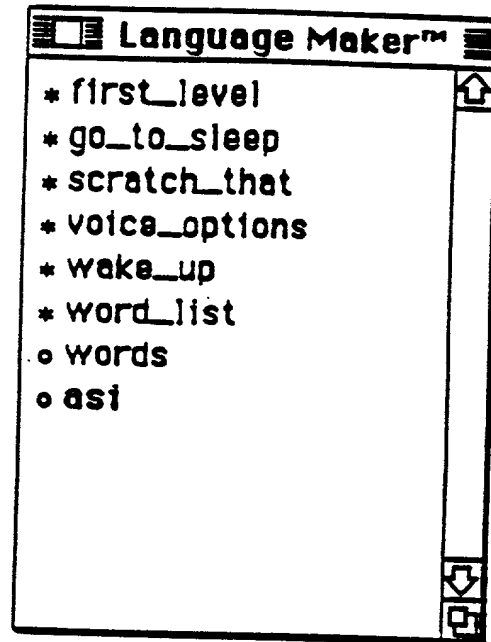 Language Maker™
* first_level
* go_to_sleep
* scratch_that
* voice_options
* wake_up
* word_list
o words
o asi